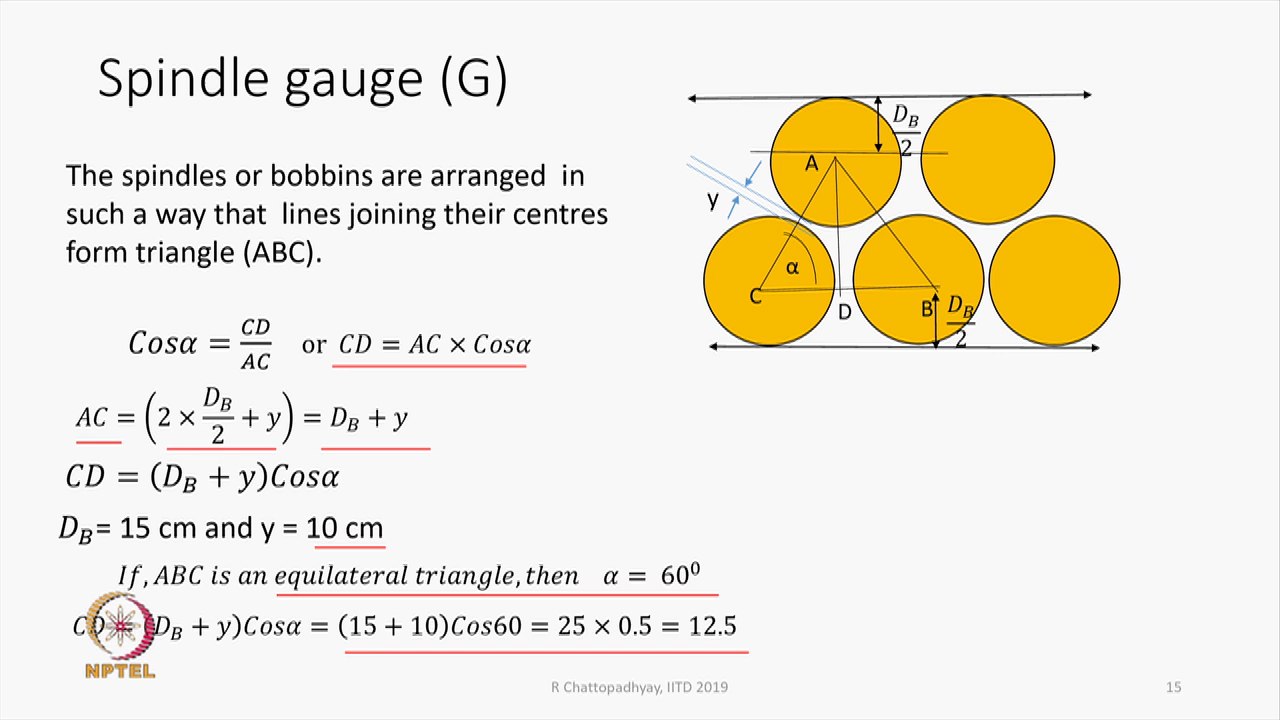 Spindle gauge (G)
The spindles or bobbins are arranged in
such a way that lines joining their centres
form triangle (ABC).
Cosα = CD/AC or CD = AC × Cosα
AC = (2 × D_B/2 + y) = D_B + y
CD = (D_B + y)Cosα
D_B = 15 cm and y = 10 cm
If, ABC is an equilateral triangle, then α = 60⁰
D_B + y)Cosα = (15 + 10)Cos60 = 25 × 0.5 = 12.5
NPTEL
D_B/2
A
y
α
C
D
B
D_B/2
R Chattopadhyay, IITD 2019
15